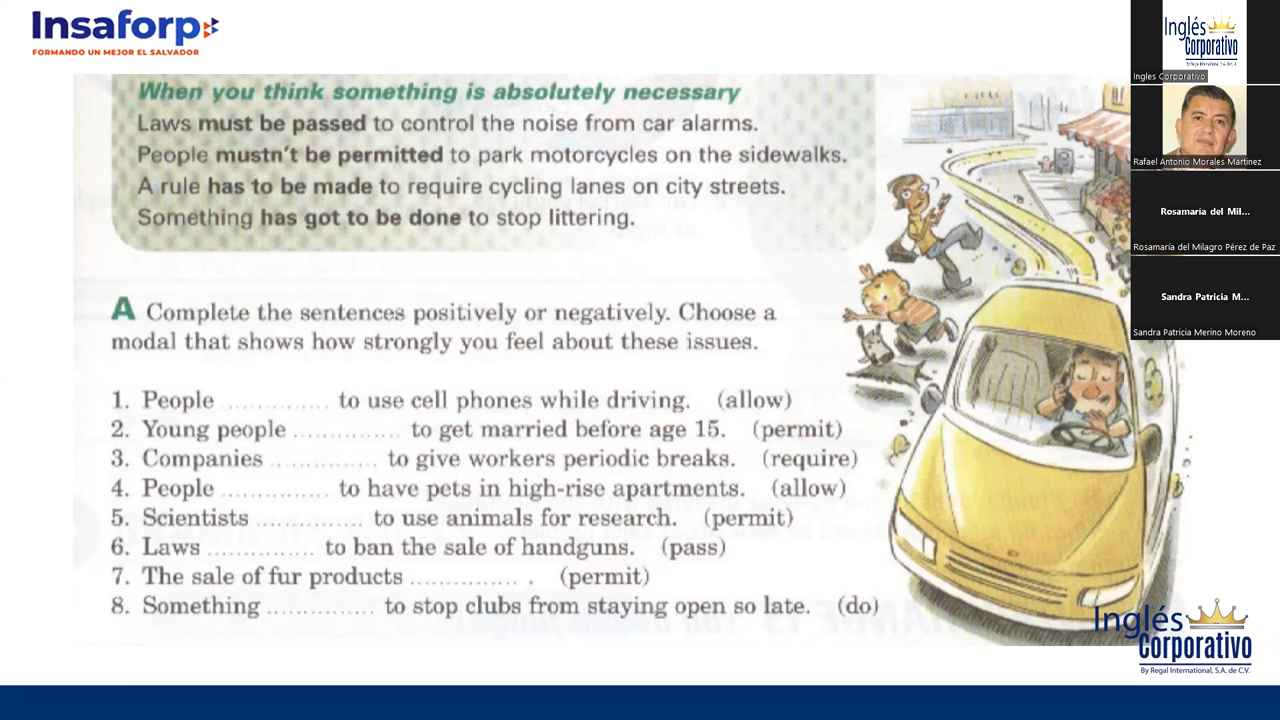 Insaforp
FORMANDO UN MEJOR EL SALVADOR
When you think something is absolutely necessary
Laws must be passed to control the noise from car alarms.
People mustn't be permitted to park motorcycles on the sidewalks.
A rule has to be made to require cycling lanes on city streets.
Something has got to be done to stop littering.
A Complete the sentences positively or negatively. Choose a
modal that shows how strongly you feel about these issues.
1. People .............. to use cell phones while driving. (allow)
2. Young people .............. to get married before age 15. (permit)
3. Companies .............. to give workers periodic breaks. (require)
4. People .............. to have pets in high-rise apartments. (allow)
5. Scientists .............. to use animals for research. (permit)
6. Laws .............. to ban the sale of handguns. (pass)
7. The sale of fur products .............. . (permit)
8. Something .............. to stop clubs from staying open so late. (do)
Inglés
Corporativo
By Regal International, S.A. de C.V.
Ingles Corporativo
Rafael Antonio Morales Martinez
Rosamaría del Mil...
Rosamaría del Milagro Pérez de Paz
Sandra Patricia M...
Sandra Patricia Merino Moreno
Inglés
Corporativo
By Regal International, S.A. de C.V.